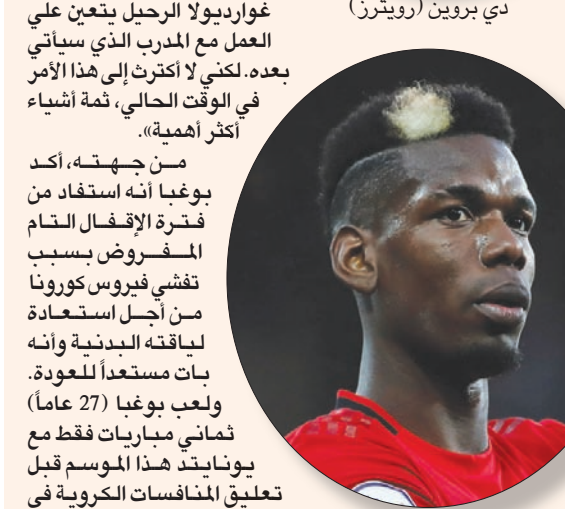 دي بروين (رويترز)
غوارديولا الرحيل يتعين علي
العمل مع المدرب الذي سيأتي
بعده. لكني لا أكترث إلى هذا الأمر
في الوقت الحالي، ثمة أشياء
أكثر أهمية».
من جهته، أكد
بوغبا أنه استفاد من
فترة الإقفال التام
المفروض بسبب
تفشي فيروس كورونا
من أجل استعادة
لياقته البدنية وأنه
بات مستعداً للعودة.
ولعب بوغبا (27 عاماً)
ثماني مباريات فقط مع
يونايتد هذا الموسم قبل
تعليق المنافسات الكروية في